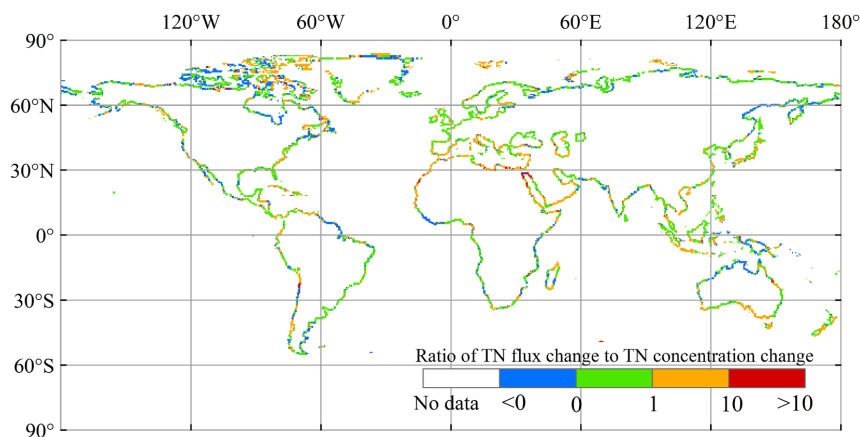 120°W 60°W 0° 60°E 120°E 180°
90°
60°N
30°N
0°
30°S
60°S
90°
Ratio of TN flux change to TN concentration change
No data <0 0 1 10 >10